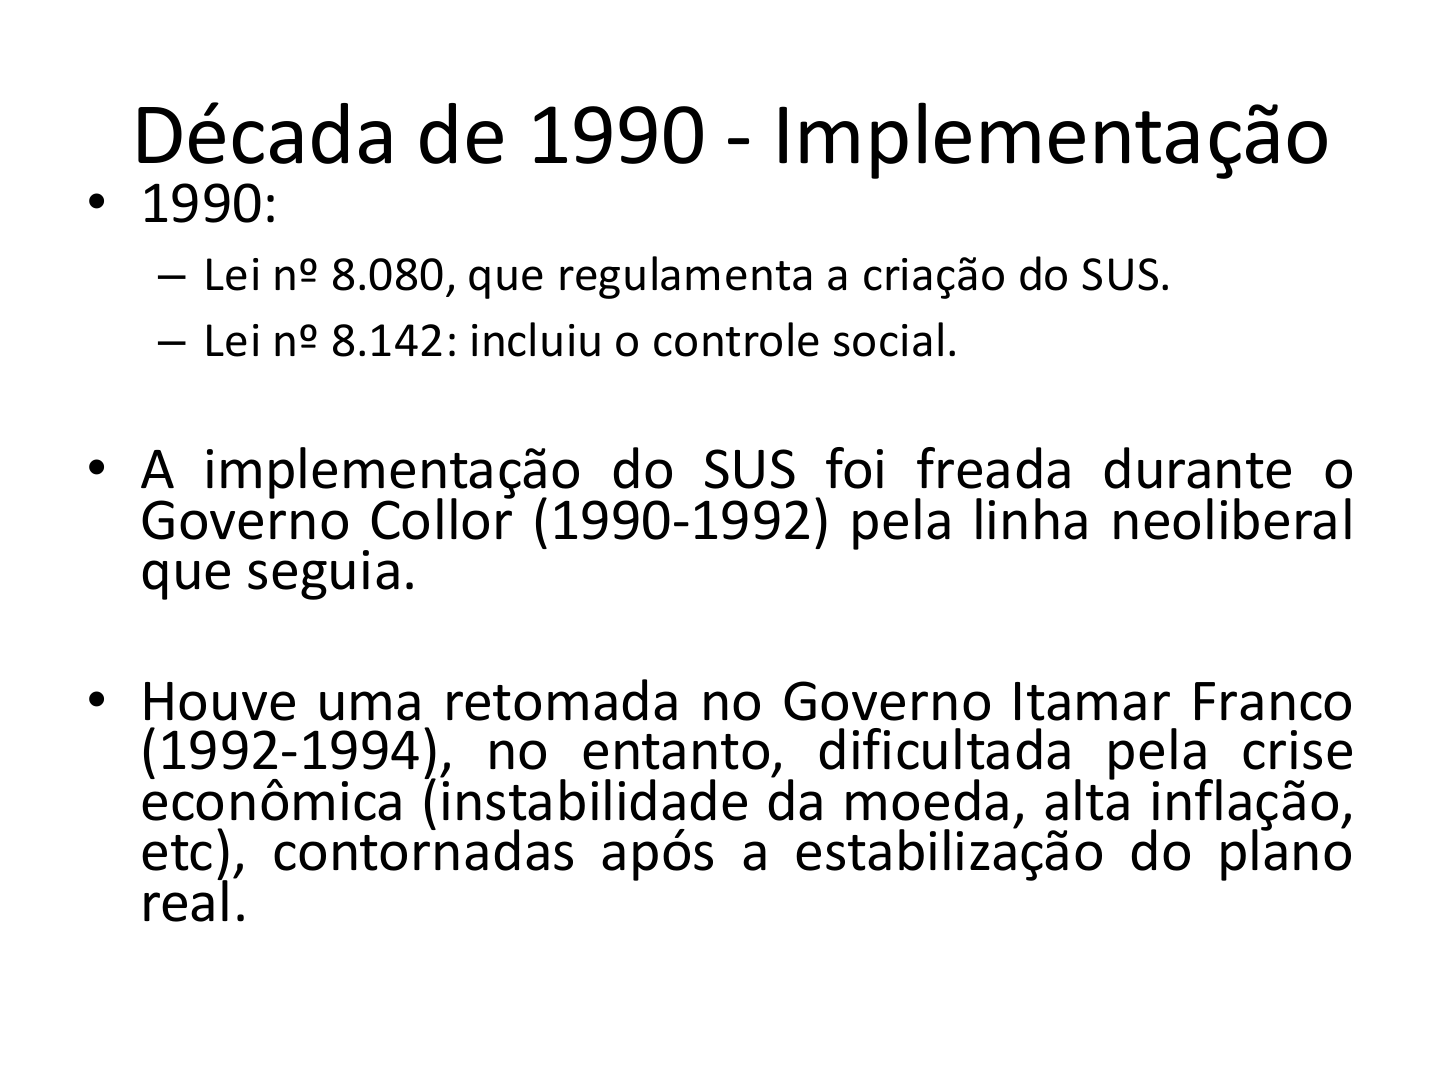 Década de 1990 - Implementação
• 1990:
– Lei nº 8.080, que regulamenta a criação do SUS.
– Lei nº 8.142: incluiu o controle social.
• A implementação do SUS foi freada durante o
Governo Collor (1990-1992) pela linha neoliberal
que seguia.
• Houve uma retomada no Governo Itamar Franco
(1992-1994), no entanto, dificultada pela crise
econômica (instabilidade da moeda, alta inflação,
etc), contornadas após a estabilização do plano
real.